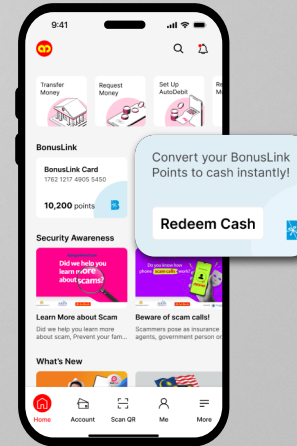 9:41
Transfer
Money
Request
Money
Set Up
AutoDebit
Re
Mo
BonusLink
BonusLink Card
1762 1217 4905 5450
10,200 points
Convert your BonusLink
Points to cash instantly!
Redeem Cash
Security Awareness
Did we help you
learn more
about scams?
Do you know how
phone scam calls work?
Learn More about Scam
Did we help you learn more
about scam, Prevent your fam...
Beware of scam calls!
Scammers pose as insurance
agents, government person or
What's New
Home
Account
Scan QR
Me
More